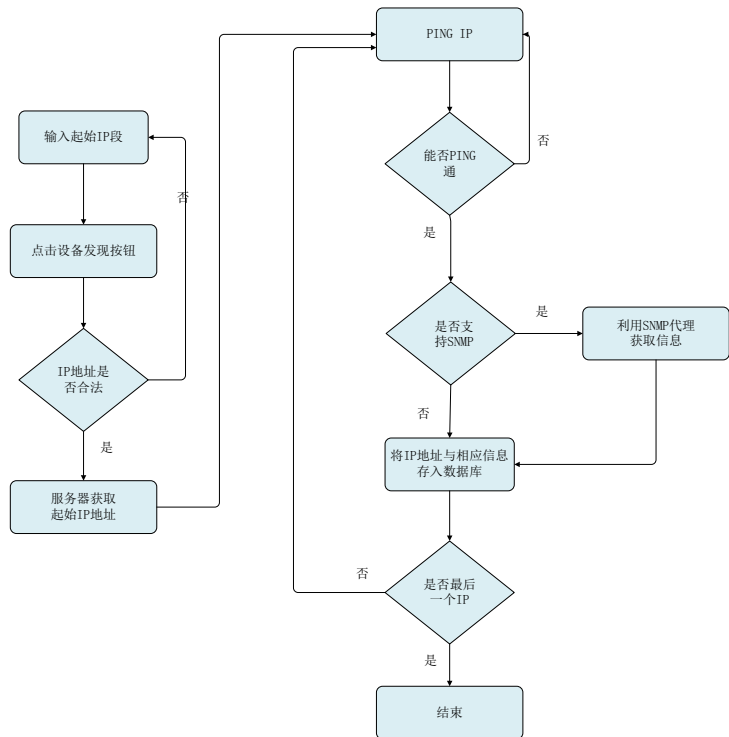 输入起始IP段
否
点击设备发现按钮
IP地址是
否合法
是
服务器获取
起始IP地址
PING IP
否
能否PING
通
是
是否支
持SNMP
是
利用SNMP代理
获取信息
否
将IP地址与相应信息
存入数据库
否
是否最后
一个IP
是
结束